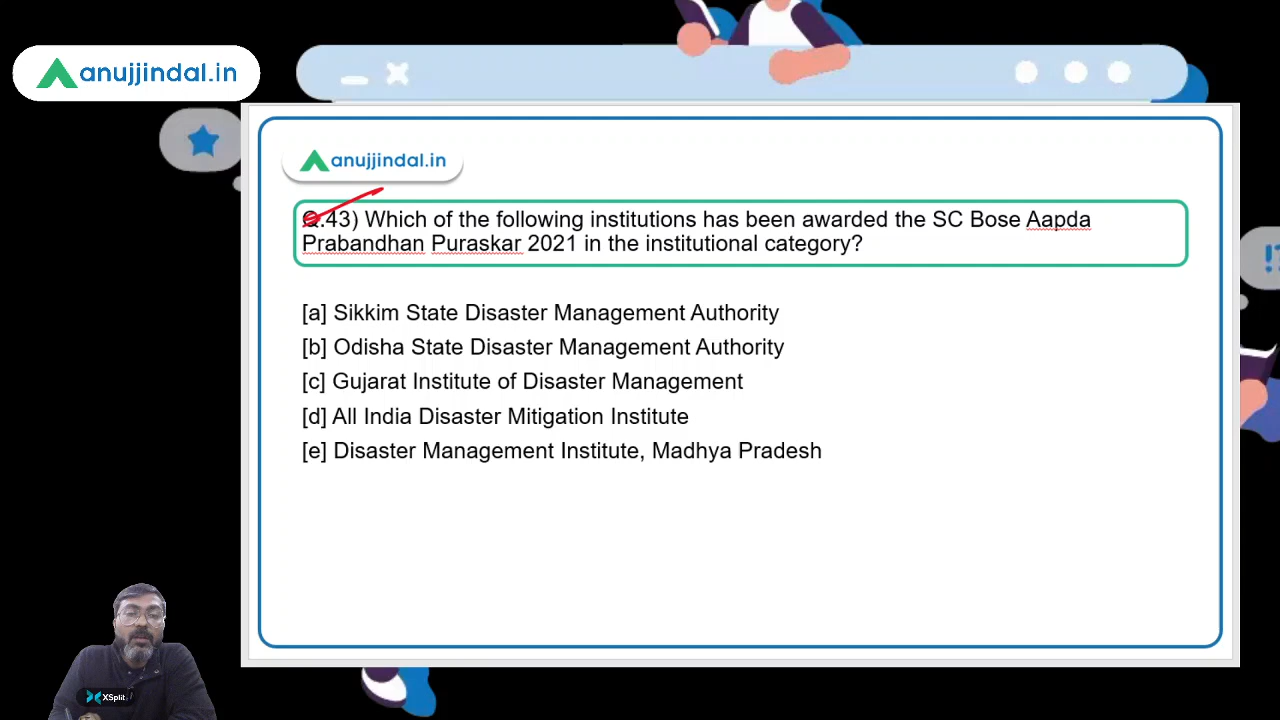 anujjindal.in
anujjindal.in
Q.43) Which of the following institutions has been awarded the SC Bose Aapda
Prabandhan Puraskar 2021 in the institutional category?
[a] Sikkim State Disaster Management Authority
[b] Odisha State Disaster Management Authority
[c] Gujarat Institute of Disaster Management
[d] All India Disaster Mitigation Institute
[e] Disaster Management Institute, Madhya Pradesh
XSplit